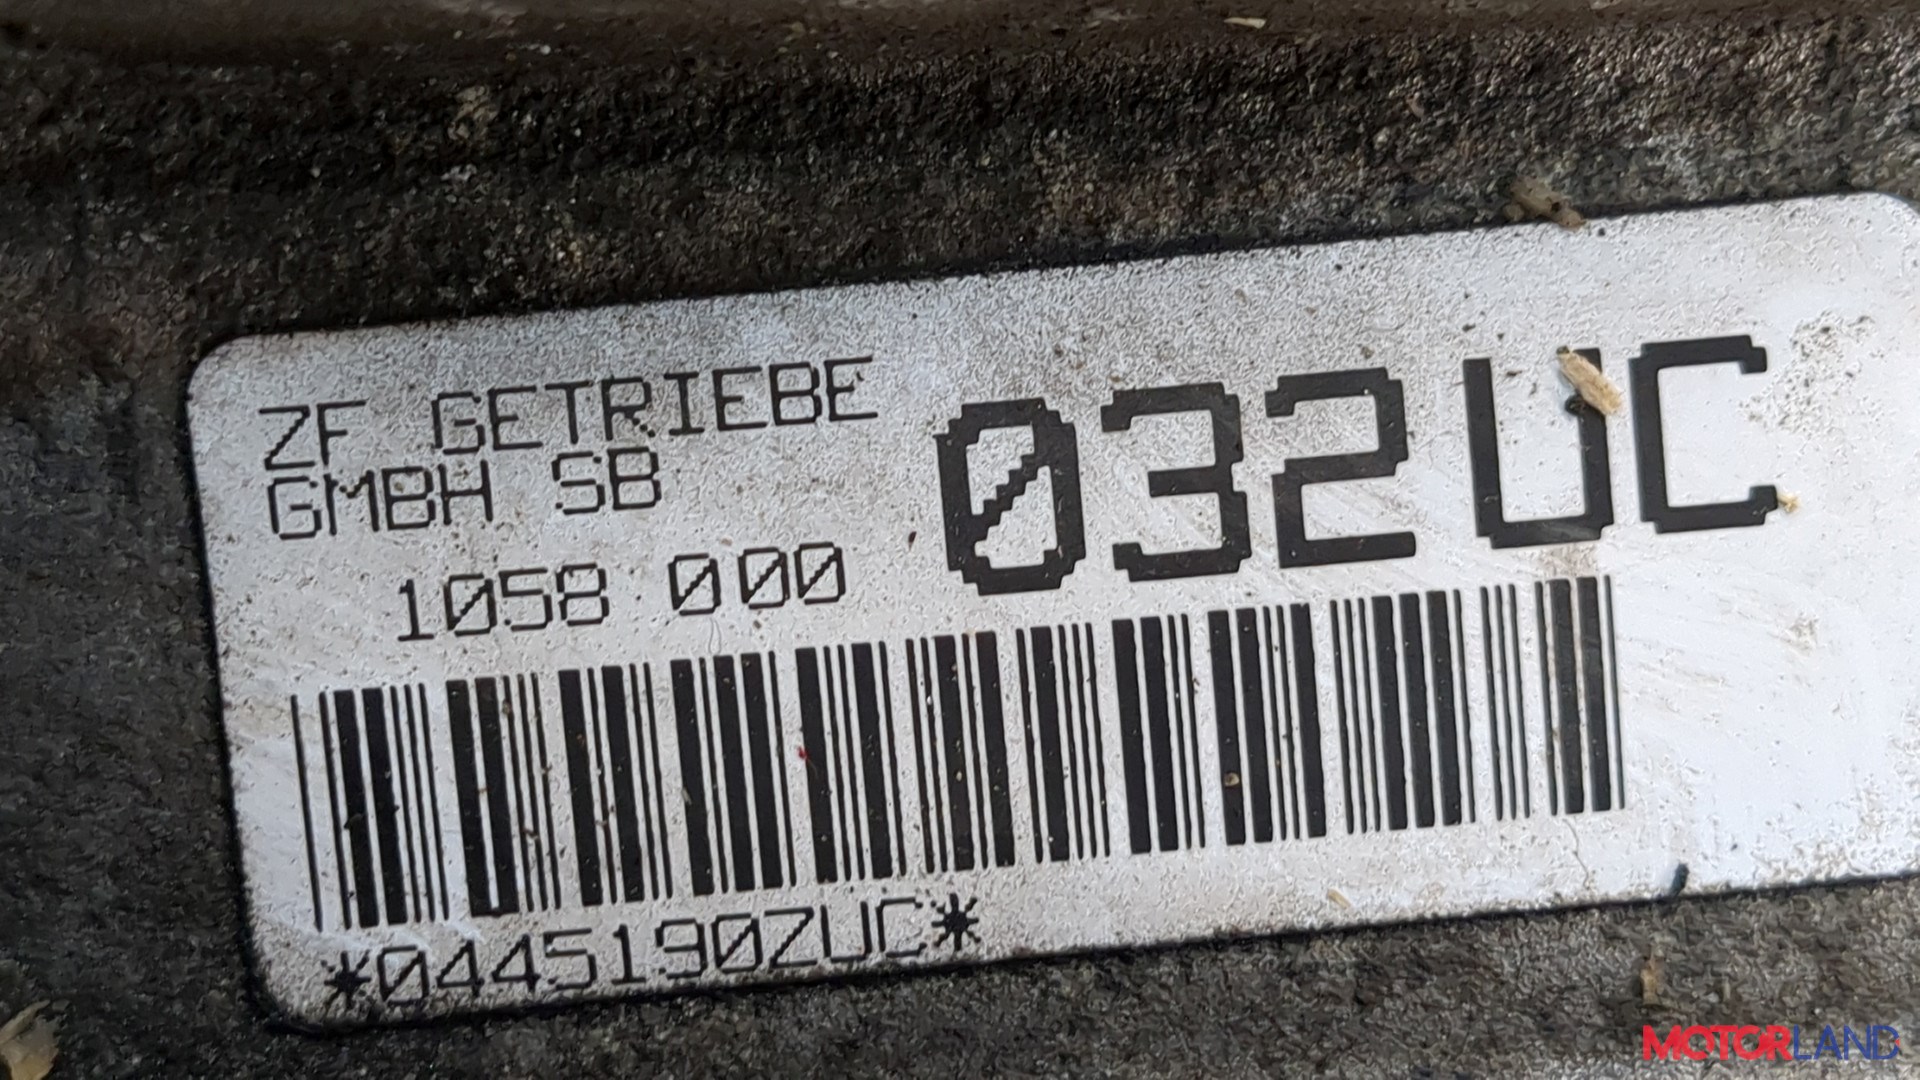 ZF GETRIEBE
GMBH SB
032UC
1058 000
*0445190ZUC*
MOTORLAND